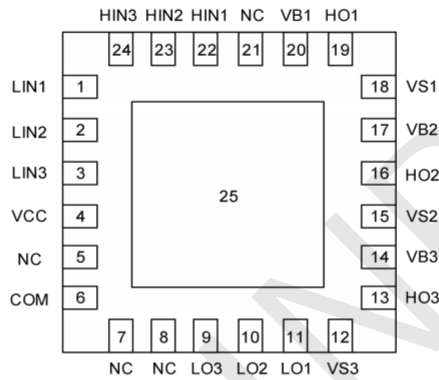 HIN3 HIN2 HIN1 NC VB1 HO1
24 23 22 21 20 19
LIN1 1 18 VS1
LIN2 2 17 VB2
LIN3 3 16 HO2
25
VCC 4 15 VS2
NC 5 14 VB3
COM 6 13 HO3
7 8 9 10 11 12
NC NC LO3 LO2 LO1 VS3